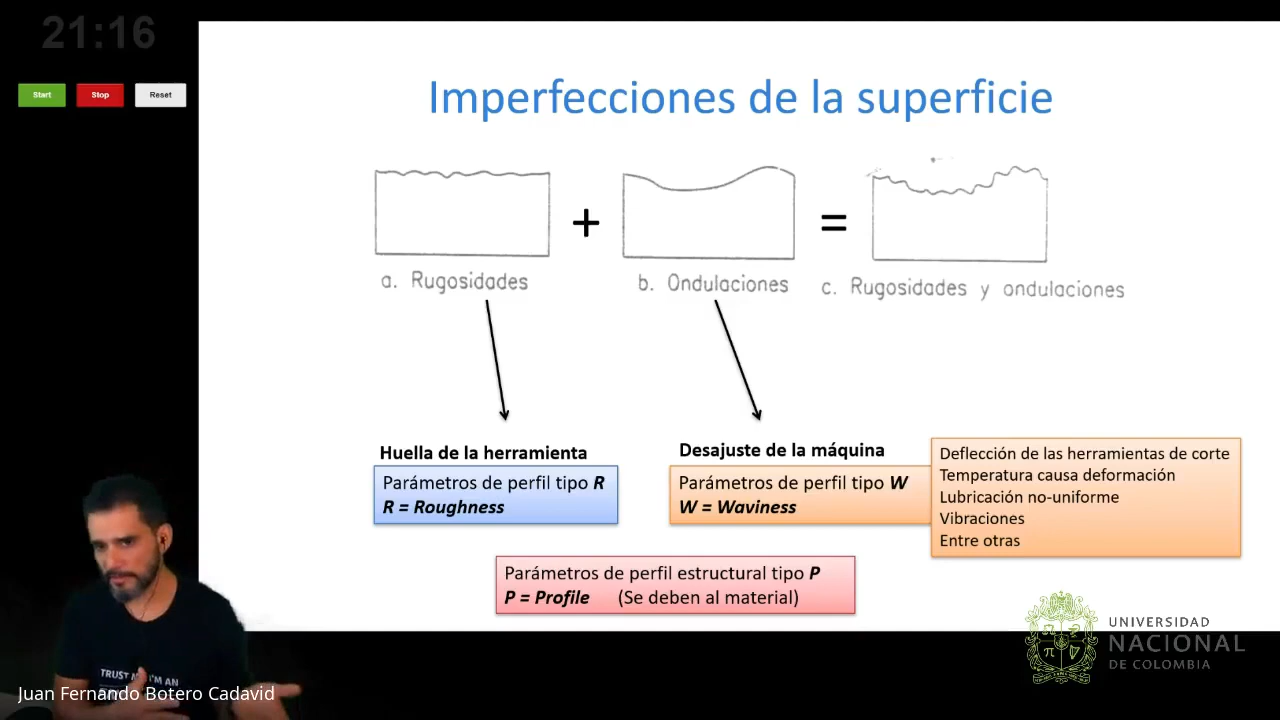 21:16
Start
Stop
Reset
Imperfecciones de la superficie
+
=
a. Rugosidades
b. Ondulaciones
c. Rugosidades y ondulaciones
Huella de la herramienta
Parámetros de perfil tipo R
R = Roughness
Desajuste de la máquina
Parámetros de perfil tipo W
W = Waviness
Deflección de las herramientas de corte
Temperatura causa deformación
Lubricación no-uniforme
Vibraciones
Entre otras
Parámetros de perfil estructural tipo P
P = Profile (Se deben al material)
TRUST I'M AN
Juan Fernando Botero Cadavid
UNIVERSIDAD
NACIONAL
DE COLOMBIA